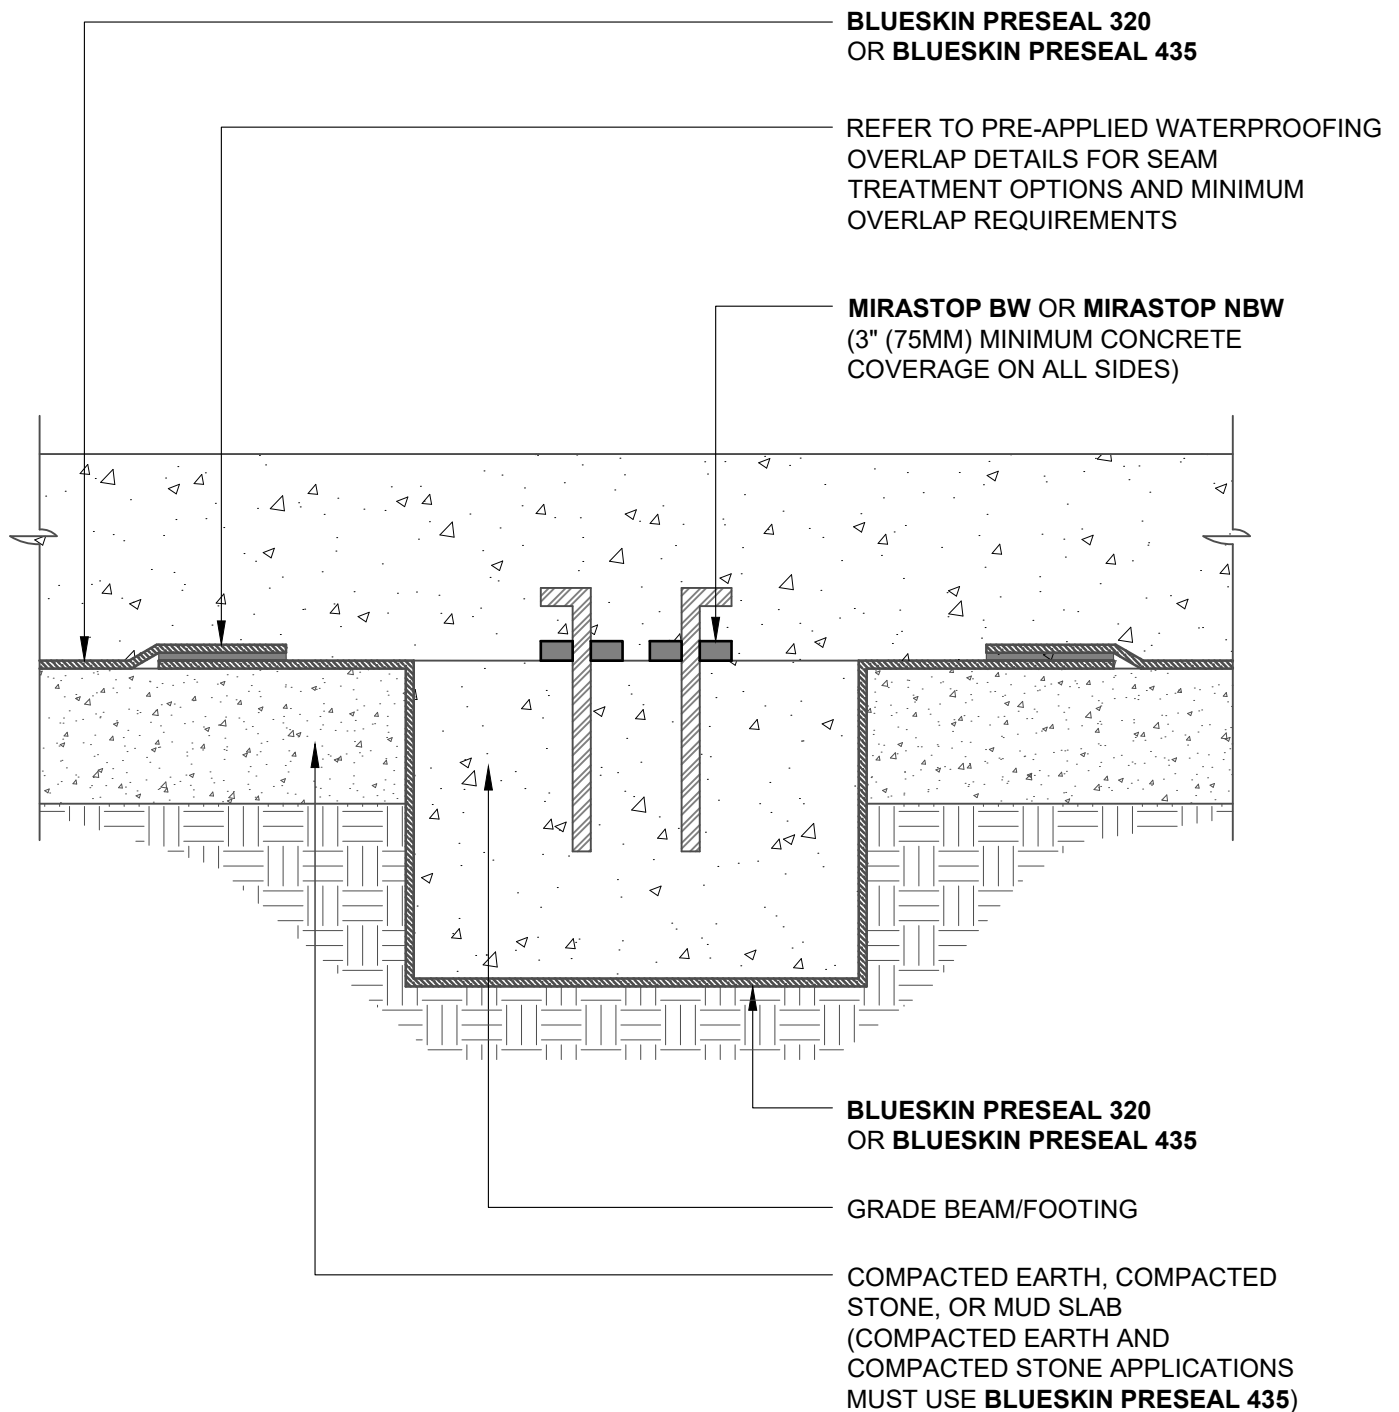 BLUESKIN PRESEAL 320
OR BLUESKIN PRESEAL 435
REFER TO PRE-APPLIED WATERPROOFING
OVERLAP DETAILS FOR SEAM
TREATMENT OPTIONS AND MINIMUM
OVERLAP REQUIREMENTS
MIRASTOP BW OR MIRASTOP NBW
(3" (75MM) MINIMUM CONCRETE
COVERAGE ON ALL SIDES)
BLUESKIN PRESEAL 320
OR BLUESKIN PRESEAL 435
GRADE BEAM/FOOTING
COMPACTED EARTH, COMPACTED
STONE, OR MUD SLAB
(COMPACTED EARTH AND
COMPACTED STONE APPLICATIONS
MUST USE BLUESKIN PRESEAL 435)